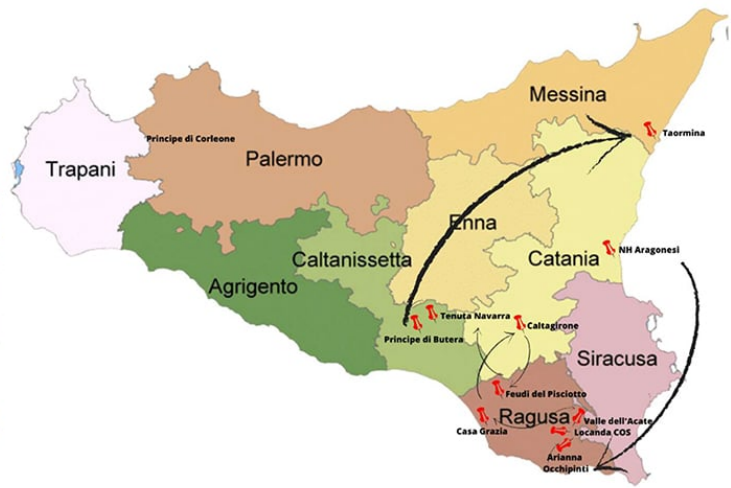 Messina
Taormina
Principe di Corleone
Palermo
Trapani
Enna
NH Aragonesi
Caltanissetta
Catania
Agrigento
Tenuta Navarra
Caltagirone
Principe di Butera
Siracusa
Feudi del Pisciotto
Ragusa
Valle dell'Acate
Casa Grazia
Locanda COS
Arianna
Occhipinti